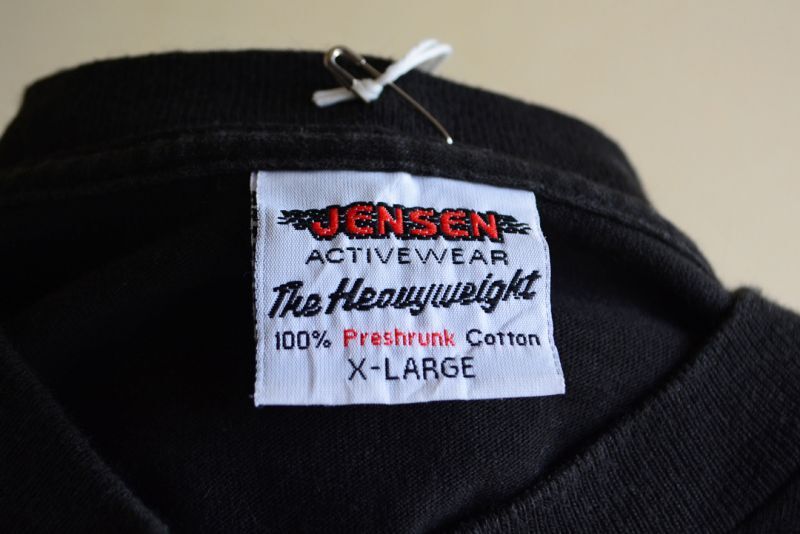 JENSEN
ACTIVEWEAR
The Heavyweight
100% Preshrunk Cotton
X-LARGE